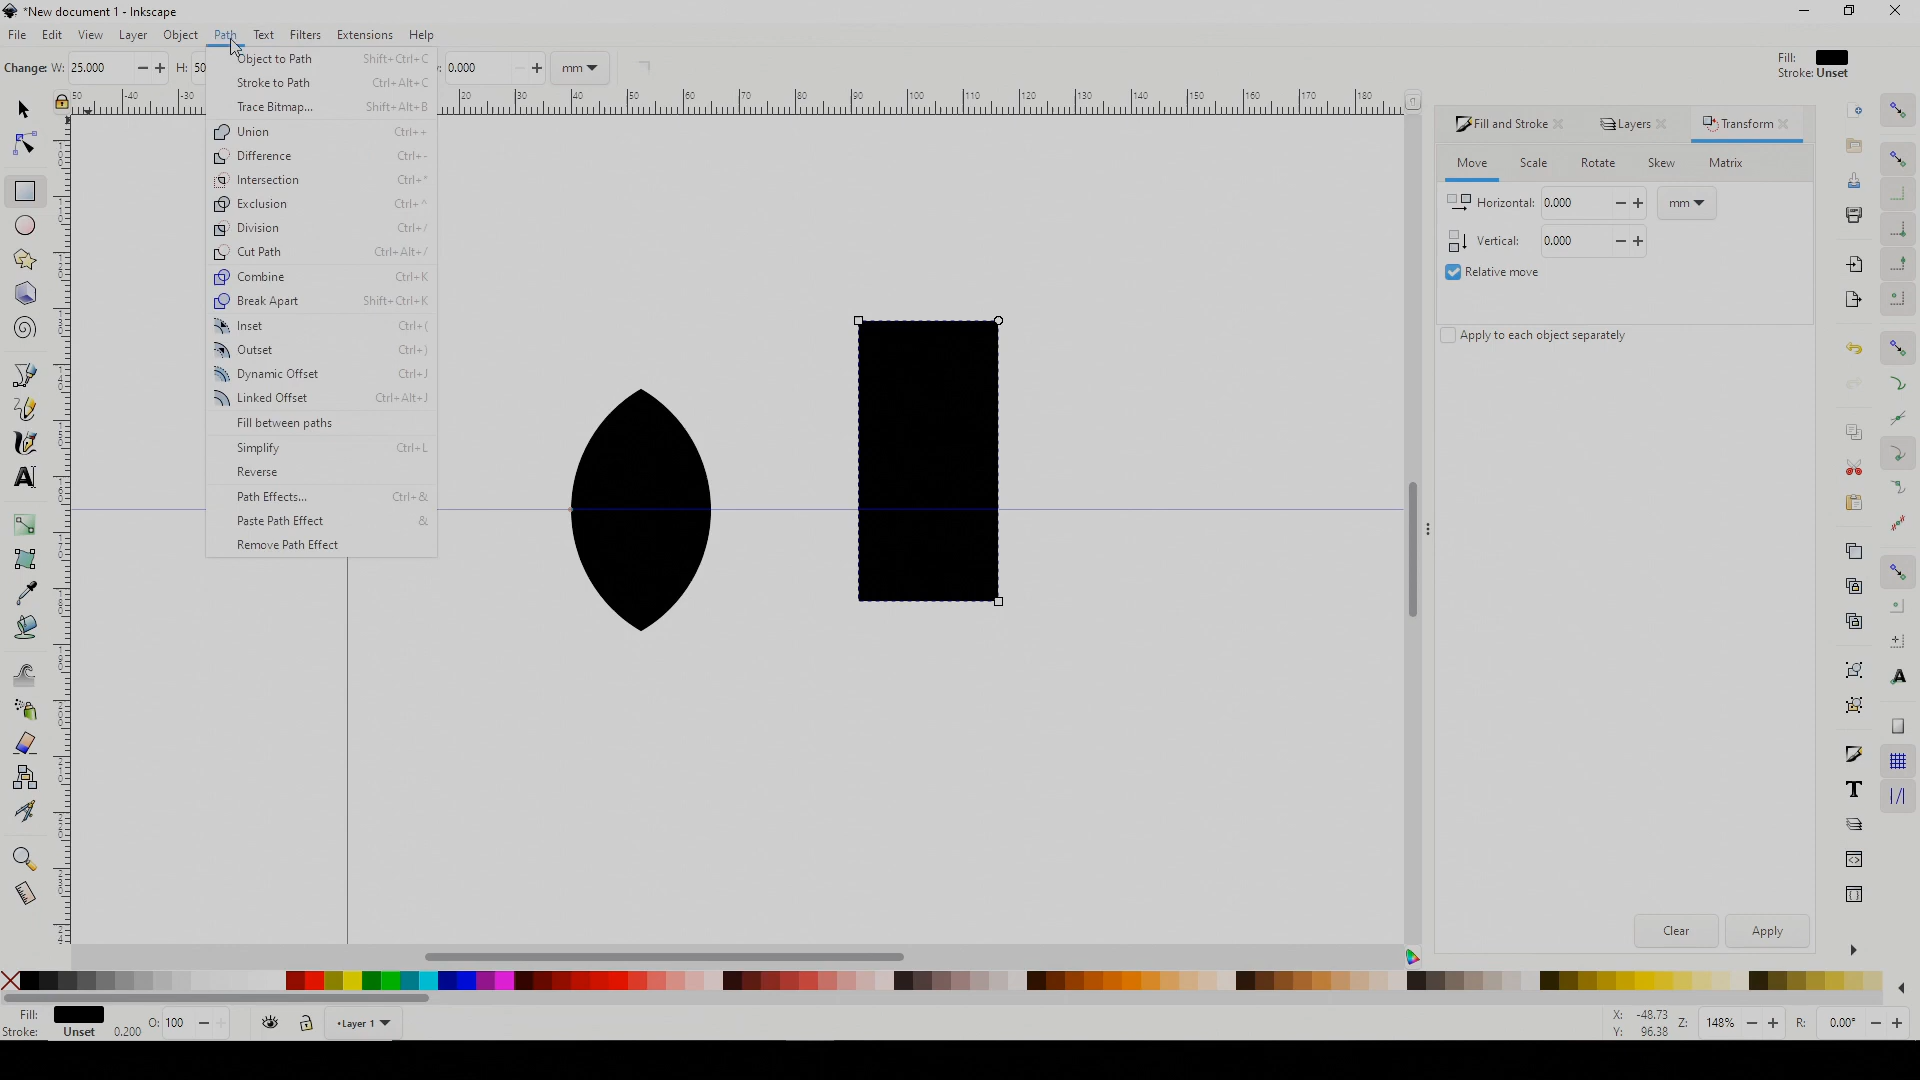 *New document 1 - Inkscape
File Edit View Layer Object Path Text Filters Extensions Help
Change: W: 25.000 H: 50 0.000 mm
Fill:
Stroke: Unset
Object to Path Shift+Ctrl+C
Stroke to Path Ctrl+Alt+C
Trace Bitmap... Shift+Alt+B
Union Ctrl++
Difference Ctrl+-
Intersection Ctrl+*
Exclusion Ctrl+^
Division Ctrl+/
Cut Path Ctrl+Alt+/
Combine Ctrl+K
Break Apart Shift+Ctrl+K
Inset Ctrl+(
Outset Ctrl+)
Dynamic Offset Ctrl+J
Linked Offset Ctrl+Alt+J
Fill between paths
Simplify Ctrl+L
Reverse
Path Effects... Ctrl+&
Paste Path Effect &
Remove Path Effect
Fill and Stroke Layers Transform
Move Scale Rotate Skew Matrix
Horizontal: 0.000 mm
Vertical: 0.000
Relative move
Apply to each object separately
Clear Apply
Fill:
Stroke: Unset 0.200 O: 100 •Layer 1
X: -48.73
Y: 96.38
Z: 148% R: 0.00°